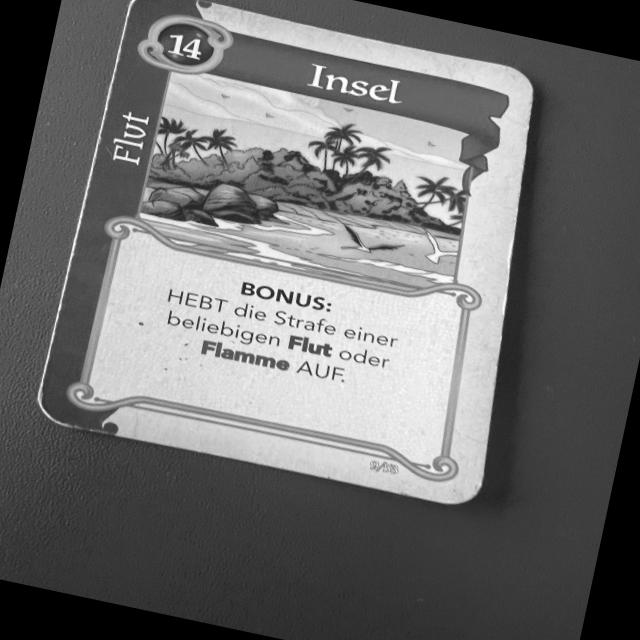 14
Insel
Flut
BONUS:
HEBT die Strafe einer
beliebigen Flut oder
Flamme AUF.